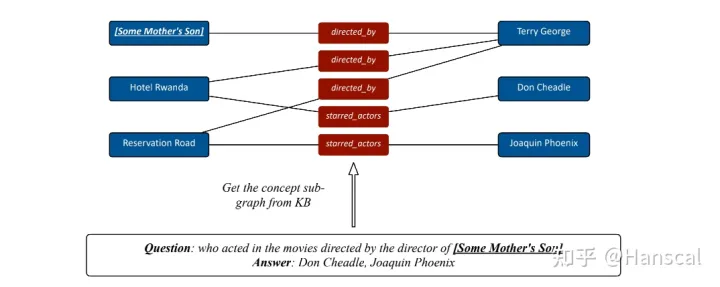 [Some Mother's Son]
directed_by
Terry George
directed_by
Hotel Rwanda
directed_by
Don Cheadle
starred_actors
Reservation Road
starred_actors
Joaquin Phoenix
Get the concept sub-
graph from KB
Question: who acted in the movies directed by the director of [Some Mother's Son]
Answer: Don Cheadle, Joaquin Phoenix
知乎 @Hanscal